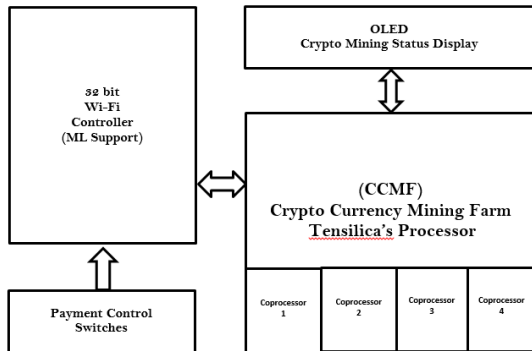 OLED
Crypto Mining Status Display
32 bit
Wi-Fi
Controller
(ML Support)
(CCMF)
Crypto Currency Mining Farm
Tensilica's Processor
Payment Control
Switches
Coprocessor
1
Coprocessor
2
Coprocessor
3
Coprocessor
4